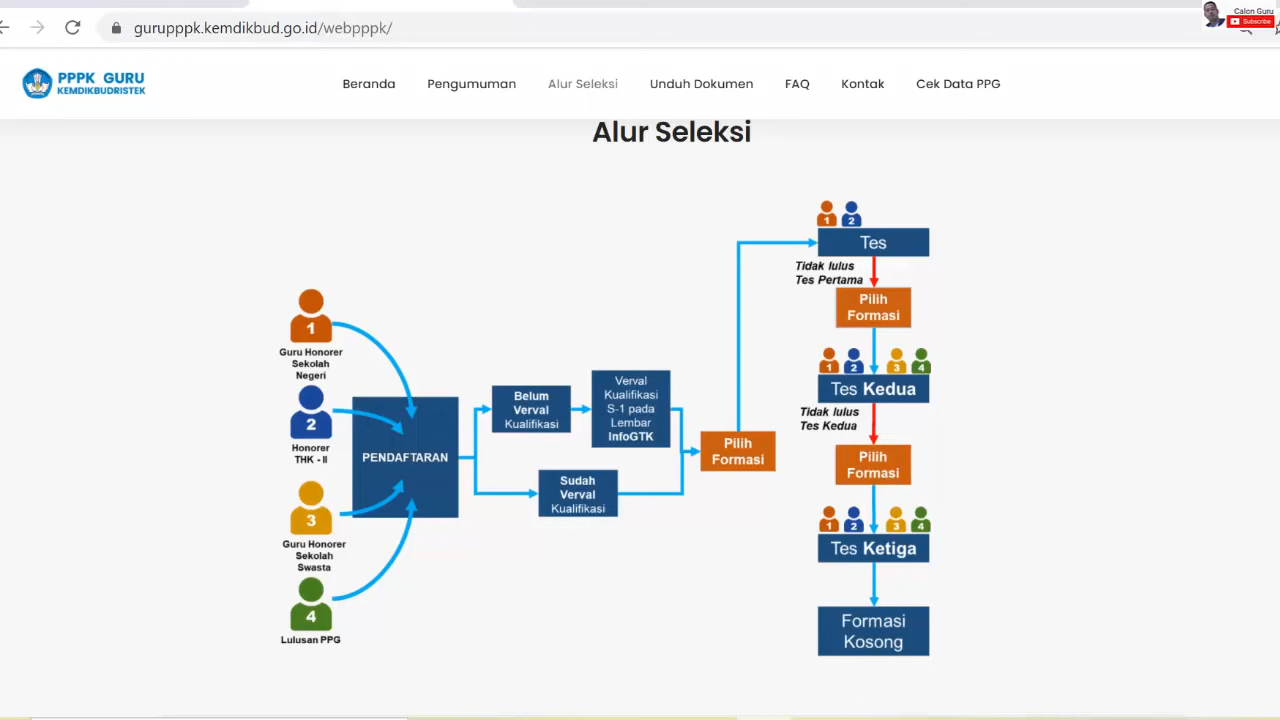 Calon Guru
Subscribe
gurupppk.kemdikbud.go.id/webpppk/
PPPK GURU
KEMDIKBUDRISTEK
Beranda
Pengumuman
Alur Seleksi
Unduh Dokumen
FAQ
Kontak
Cek Data PPG
Alur Seleksi
1
Guru Honorer
Sekolah
Negeri
2
Honorer
THK - II
3
Guru Honorer
Sekolah
Swasta
4
Lulusan PPG
PENDAFTARAN
Belum
Verval
Kualifikasi
Verval
Kualifikasi
S-1 pada
Lembar
InfoGTK
Sudah
Verval
Kualifikasi
Pilih
Formasi
1 2
Tes
Tidak lulus
Tes Pertama
Pilih
Formasi
1 2 3 4
Tes Kedua
Tidak lulus
Tes Kedua
Pilih
Formasi
1 2 3 4
Tes Ketiga
Formasi
Kosong